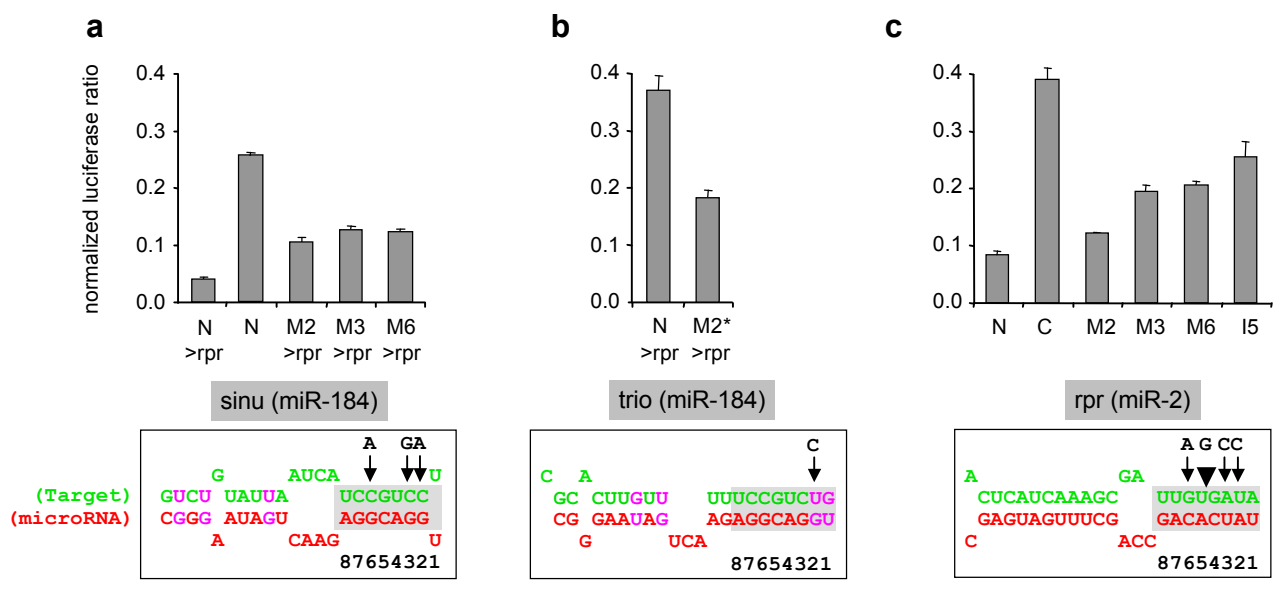 a
b
c
normalized luciferase ratio
0.4
0.3
0.2
0.1
0.0
N >rpr
N
M2 >rpr
M3 >rpr
M6 >rpr
0.4
0.3
0.2
0.1
0.0
N >rpr
M2* >rpr
0.4
0.3
0.2
0.1
0.0
N
C
M2
M3
M6
I5
sinu (miR-184)
trio (miR-184)
rpr (miR-2)
(Target)
(microRNA)
A GA
G AUCA U
GUCU UAUUA UCCGUCC
CGGG AUAGU AGGCAGG
A CAAG U
87654321
C
C A
GC CUUGUU UUUCCGUCUG
CG GAAUAG AGAGGCAGGU
G UCA
87654321
A G CC
A GA
CUCAUCAAAGC UUGUGAUA
GAGUAGUUUCG GACACUAU
C ACC
87654321